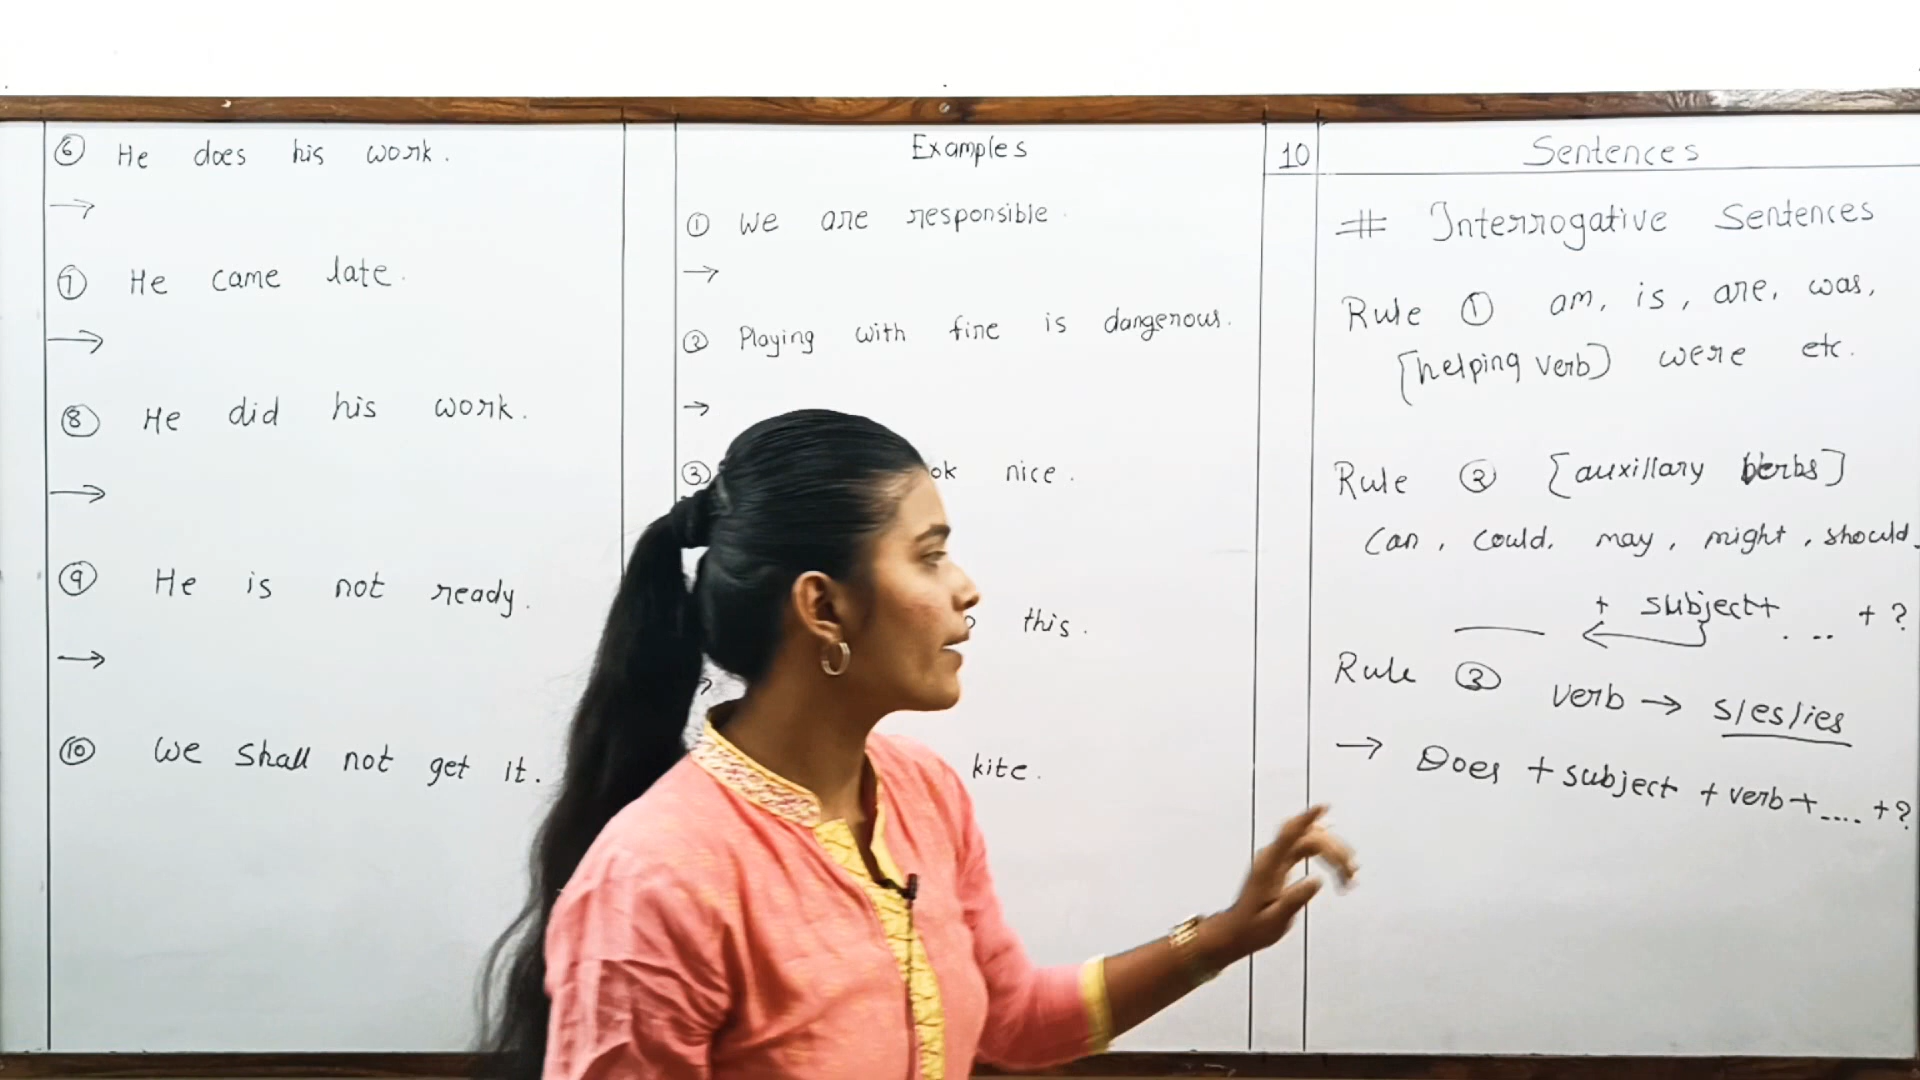 ⑥ He does his work.
→
⑦ He came late.
→
⑧ He did his work.
→
⑨ He is not ready.
→
⑩ We shall not get it.
Examples
① We are responsible.
→
② Playing with fire is dangerous.
→
③ nice.
this.
→
kite.
10 Sentences
# Interrogative Sentences
Rule ① am, is, are, was,
[helping verb] were etc.
Rule ② [auxillary verbs]
Can, could, may, might, should
+ subject + .... + ?
Rule ③ verb → s/es/ies
→ Does + subject + verb + .... + ?